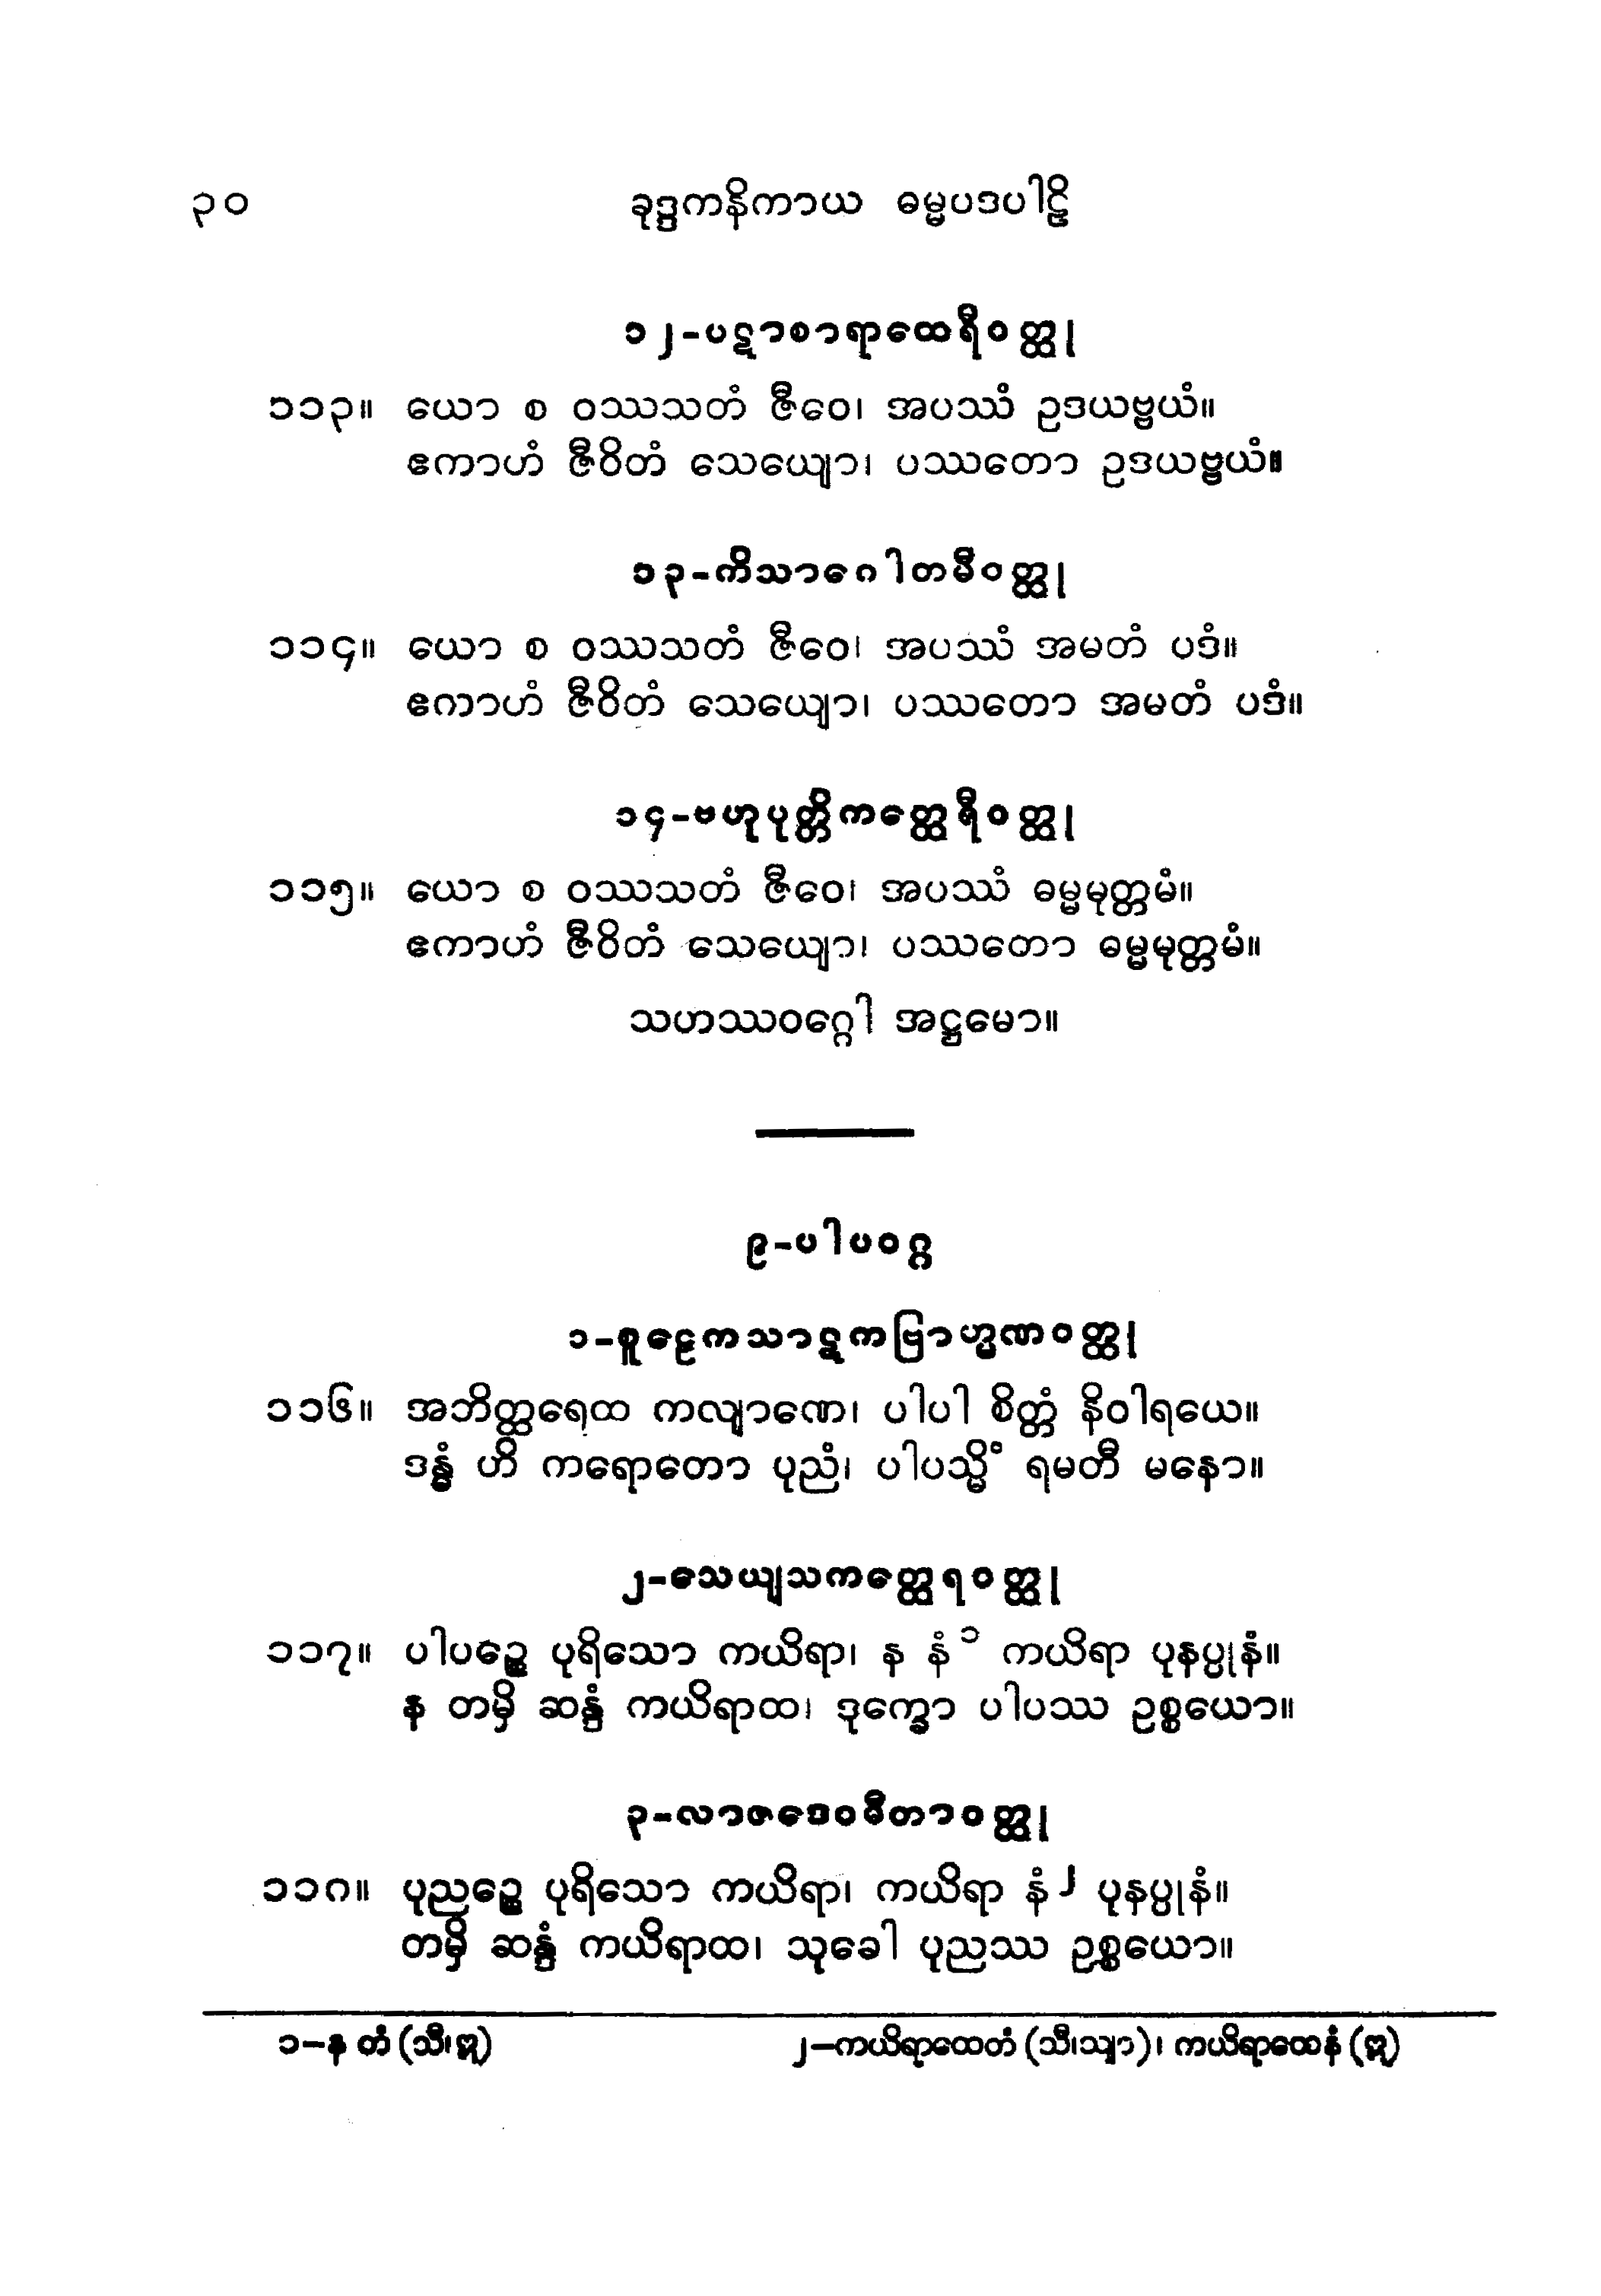 ၃၀ ခုဒ္ဒကနိကာယ ဓမ္မပဒပါဠိ
၁၂-ပဋာစာရာထေရီဝတ္ထု
၁၁၃။ ယော စ ဝဿသတံ ဇီဝေ၊ အပဿံ ဥဒယဗ္ဗယံ။
ဧကာဟံ ဇီဝိတံ သေယျော၊ ပဿတော ဥဒယဗ္ဗယံ။
၁၃-ကိသာဂေါတမီဝတ္ထု
၁၁၄။ ယော စ ဝဿသတံ ဇီဝေ၊ အပဿံ အမတံ ပဒံ။
ဧကာဟံ ဇီဝိတံ သေယျော၊ ပဿတော အမတံ ပဒံ။
၁၄-ဗဟုပုတ္တိကတ္ထေရီဝတ္ထု
၁၁၅။ ယော စ ဝဿသတံ ဇီဝေ၊ အပဿံ ဓမ္မမုတ္တမံ။
ဧကာဟံ ဇီဝိတံ သေယျော၊ ပဿတော ဓမ္မမုတ္တမံ။
သဟဿဝဂ္ဂေါ အဋ္ဌမော။
၉-ပါပဝဂ္ဂ
၁-စူဠေကသာဋကဗြာဟ္မဏဝတ္ထု
၁၁၆။ အဘိတ္ထရေထ ကလျာဏေ၊ ပါပါ စိတ္တံ နိဝါရယေ။
ဒန္ဓံ ဟိ ကရောတော ပုညံ၊ ပါပသ္မိံ ရမတီ မနော။
၂-သေယျသကတ္ထေရဝတ္ထု
၁၁၇။ ပါပဉ္စေ ပုရိသော ကယိရာ၊ န နံ ၁ ကယိရာ ပုနပ္ပုနံ။
န တမှိ ဆန္ဒံ ကယိရာထ၊ ဒုက္ခော ပါပဿ ဥစ္စယော။
၃-လာဇဒေဝဓီတာဝတ္ထု
၁၁၈။ ပုညဉ္စေ ပုရိသော ကယိရာ၊ ကယိရာ နံ ၂ ပုနပ္ပုနံ။
တမှိ ဆန္ဒံ ကယိရာထ၊ သုခေါ ပုညဿ ဥစ္စယော။
၁-န တံ (သီ၊ဣ) ၂-ကယိရာထေတံ (သီ၊သျာ)၊ ကယိရာထေနံ (ဣ)